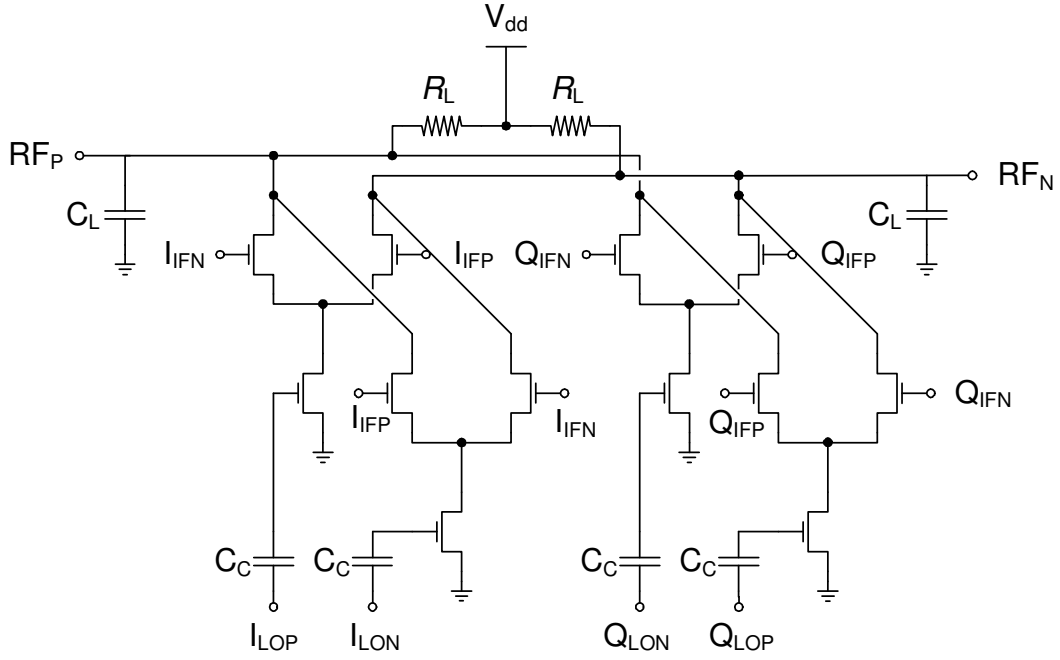 Vdd
RL RL
RFP RFN
CL CL
IIFN IIFP QIFN QIFP
IIFP IIFN QIFP QIFN
CC CC CC CC
ILOP ILON QLON QLOP